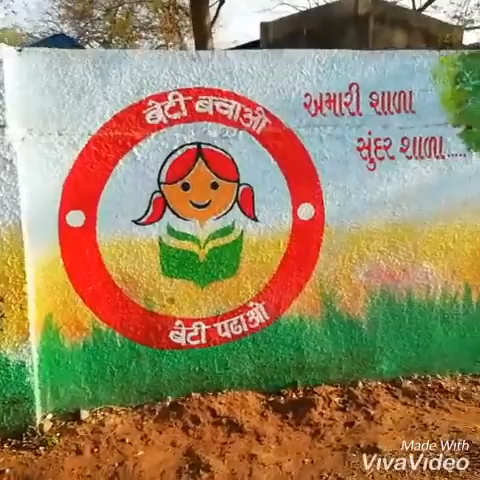 बेटी बचाओ
અમારી શાળા
સુંદર શાળા.....
बेटी पढाओ
Made With
VivaVideo